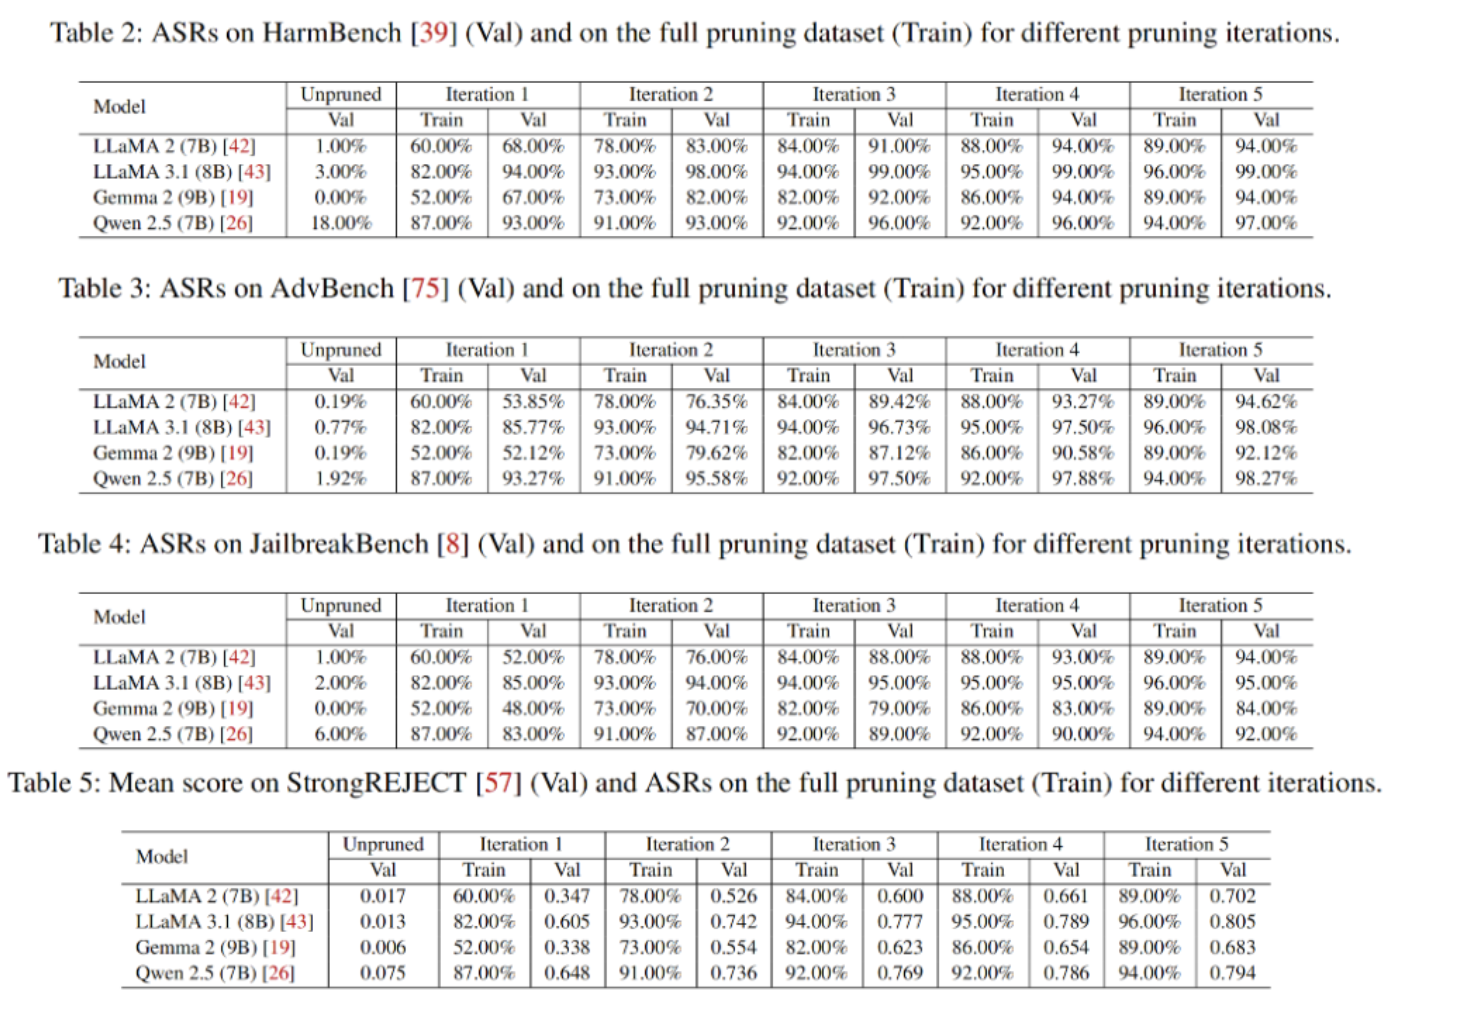 Table 2: ASRs on HarmBench [39] (Val) and on the full pruning dataset (Train) for different pruning iterations.
Model Unpruned Iteration 1 Iteration 2 Iteration 3 Iteration 4 Iteration 5
Val Train Val Train Val Train Val Train Val Train Val
LLaMA 2 (7B) [42] 1.00% 60.00% 68.00% 78.00% 83.00% 84.00% 91.00% 88.00% 94.00% 89.00% 94.00%
LLaMA 3.1 (8B) [43] 3.00% 82.00% 94.00% 93.00% 98.00% 94.00% 99.00% 95.00% 99.00% 96.00% 99.00%
Gemma 2 (9B) [19] 0.00% 52.00% 67.00% 73.00% 82.00% 82.00% 92.00% 86.00% 94.00% 89.00% 94.00%
Qwen 2.5 (7B) [26] 18.00% 87.00% 93.00% 91.00% 93.00% 92.00% 96.00% 92.00% 96.00% 94.00% 97.00%
Table 3: ASRs on AdvBench [75] (Val) and on the full pruning dataset (Train) for different pruning iterations.
Model Unpruned Iteration 1 Iteration 2 Iteration 3 Iteration 4 Iteration 5
Val Train Val Train Val Train Val Train Val Train Val
LLaMA 2 (7B) [42] 0.19% 60.00% 53.85% 78.00% 76.35% 84.00% 89.42% 88.00% 93.27% 89.00% 94.62%
LLaMA 3.1 (8B) [43] 0.77% 82.00% 85.77% 93.00% 94.71% 94.00% 96.73% 95.00% 97.50% 96.00% 98.08%
Gemma 2 (9B) [19] 0.19% 52.00% 52.12% 73.00% 79.62% 82.00% 87.12% 86.00% 90.58% 89.00% 92.12%
Qwen 2.5 (7B) [26] 1.92% 87.00% 93.27% 91.00% 95.58% 92.00% 97.50% 92.00% 97.88% 94.00% 98.27%
Table 4: ASRs on JailbreakBench [8] (Val) and on the full pruning dataset (Train) for different pruning iterations.
Model Unpruned Iteration 1 Iteration 2 Iteration 3 Iteration 4 Iteration 5
Val Train Val Train Val Train Val Train Val Train Val
LLaMA 2 (7B) [42] 1.00% 60.00% 52.00% 78.00% 76.00% 84.00% 88.00% 88.00% 93.00% 89.00% 94.00%
LLaMA 3.1 (8B) [43] 2.00% 82.00% 85.00% 93.00% 94.00% 94.00% 95.00% 95.00% 95.00% 96.00% 95.00%
Gemma 2 (9B) [19] 0.00% 52.00% 48.00% 73.00% 70.00% 82.00% 79.00% 86.00% 83.00% 89.00% 84.00%
Qwen 2.5 (7B) [26] 6.00% 87.00% 83.00% 91.00% 87.00% 92.00% 89.00% 92.00% 90.00% 94.00% 92.00%
Table 5: Mean score on StrongREJECT [57] (Val) and ASRs on the full pruning dataset (Train) for different iterations.
Model Unpruned Iteration 1 Iteration 2 Iteration 3 Iteration 4 Iteration 5
Val Train Val Train Val Train Val Train Val Train Val
LLaMA 2 (7B) [42] 0.017 60.00% 0.347 78.00% 0.526 84.00% 0.600 88.00% 0.661 89.00% 0.702
LLaMA 3.1 (8B) [43] 0.013 82.00% 0.605 93.00% 0.742 94.00% 0.777 95.00% 0.789 96.00% 0.805
Gemma 2 (9B) [19] 0.006 52.00% 0.338 73.00% 0.554 82.00% 0.623 86.00% 0.654 89.00% 0.683
Qwen 2.5 (7B) [26] 0.075 87.00% 0.648 91.00% 0.736 92.00% 0.769 92.00% 0.786 94.00% 0.794